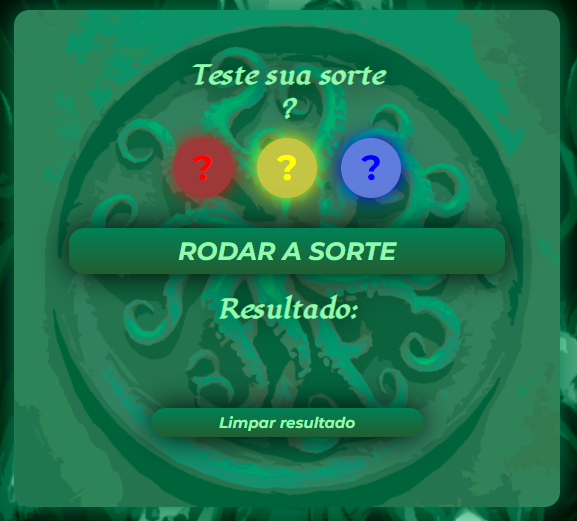 Teste sua sorte
?
? ? ?
RODAR A SORTE
Resultado:
Limpar resultado